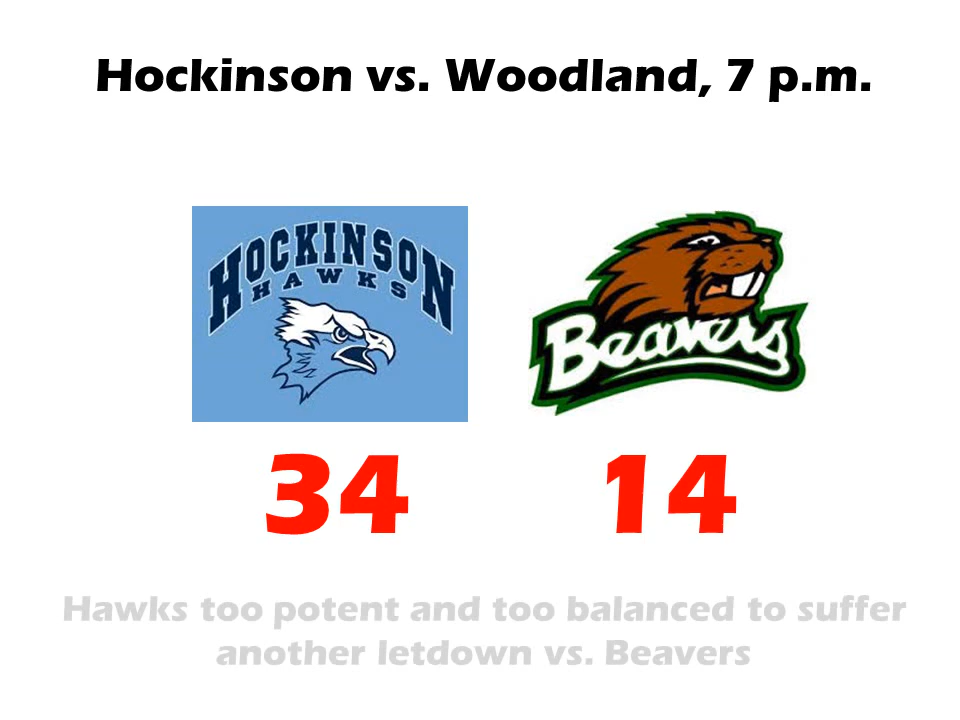 Hockinson vs. Woodland, 7 p.m.
HOCKINSON
HAWKS
Beavers
34
14
Hawks too potent and too balanced to suffer
another letdown vs. Beavers